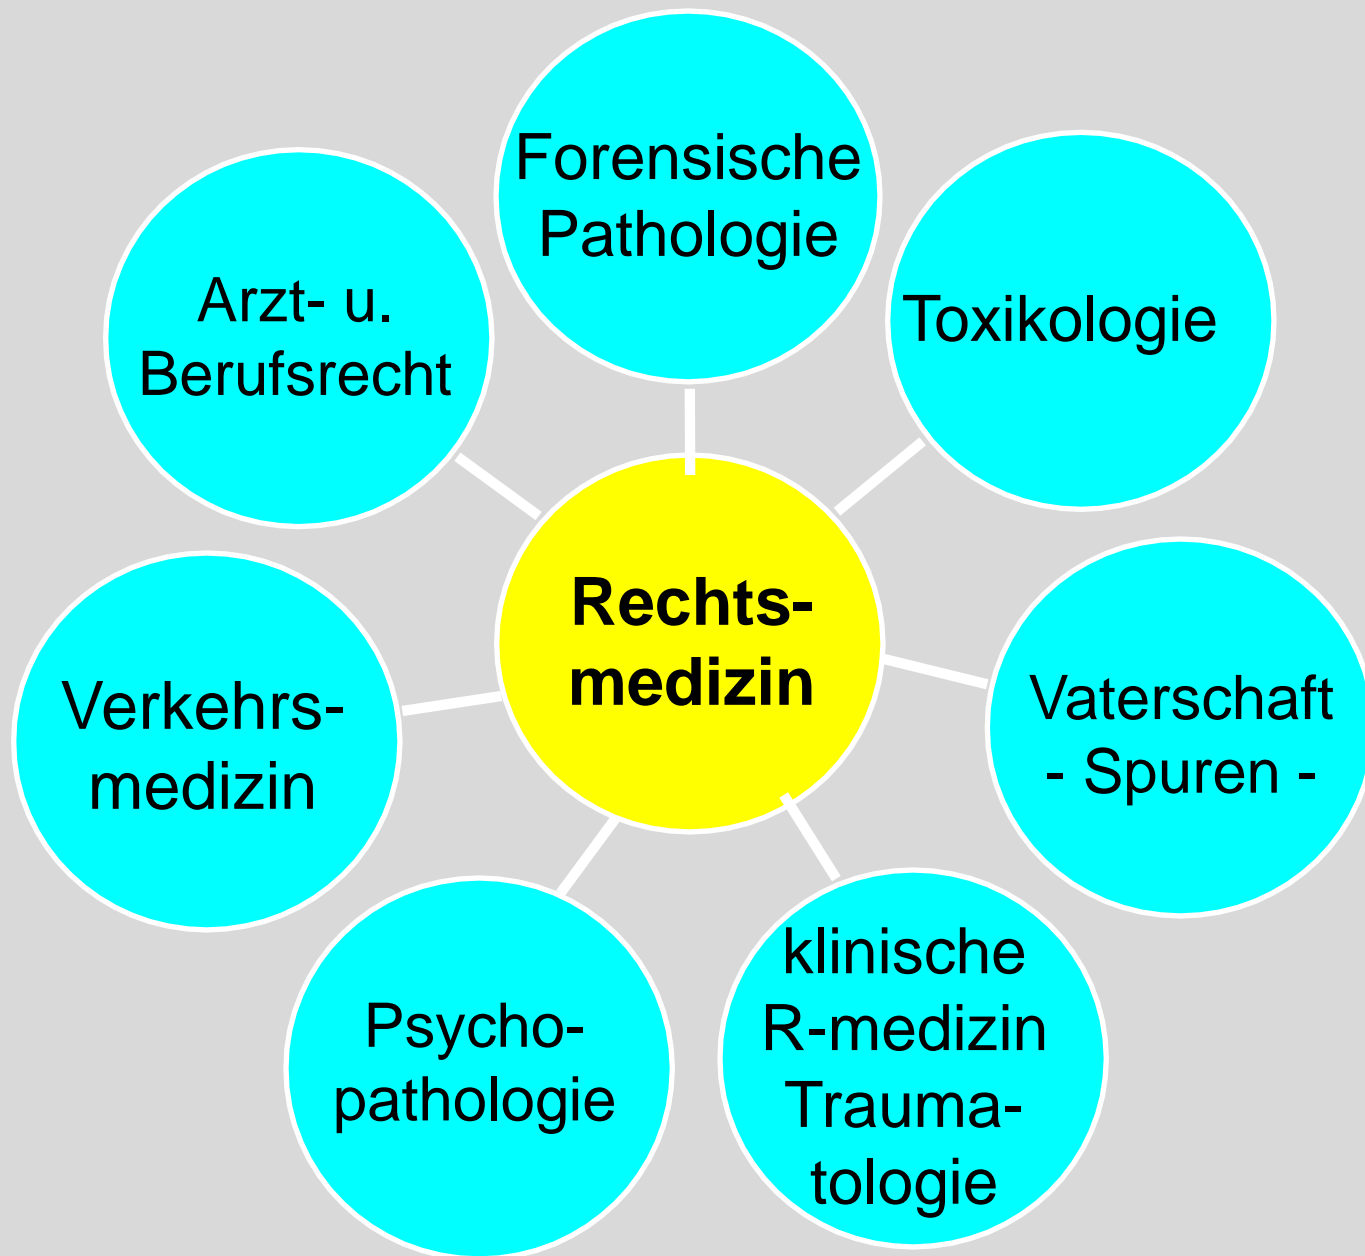 Forensische
Pathologie
Arzt- u.
Berufsrecht
Toxikologie
Rechts-
medizin
Verkehrs-
medizin
Vaterschaft
- Spuren -
Psycho-
pathologie
klinische
R-medizin
Trauma-
tologie